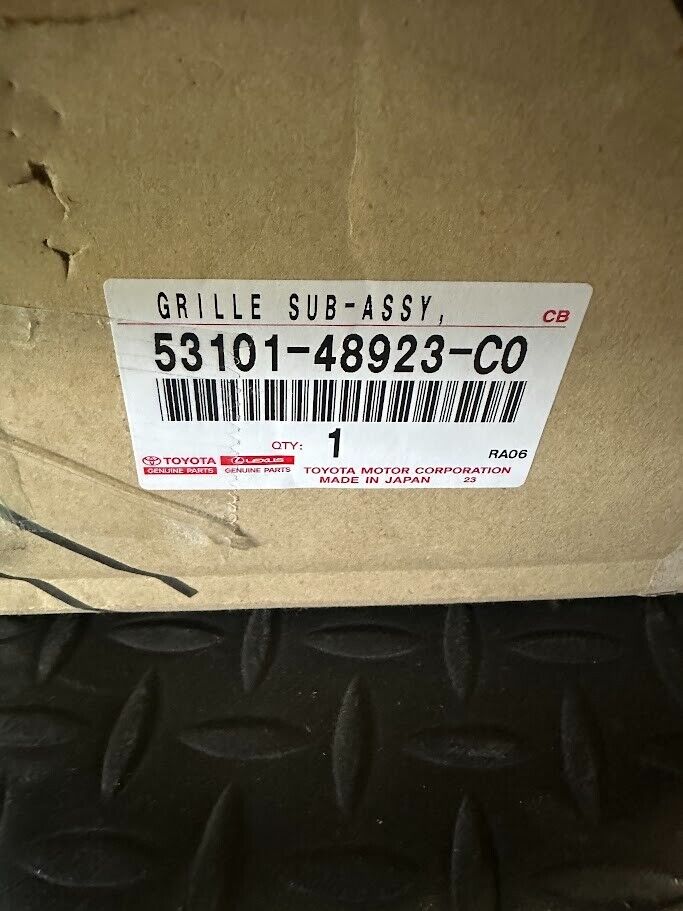 GRILLE SUB-ASSY,
CB
53101-48923-C0
QTY: 1
RA06
TOYOTA
GENUINE PARTS
LEXUS
GENUINE PARTS
TOYOTA MOTOR CORPORATION
MADE IN JAPAN 23